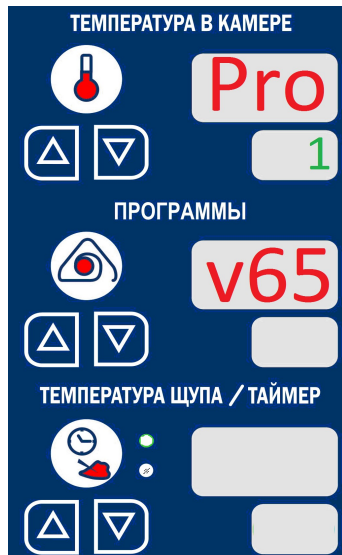 ТЕМПЕРАТУРА В КАМЕРЕ
Pro
1
ПРОГРАММЫ
v65
ТЕМПЕРАТУРА ЩУПА / ТАЙМЕР